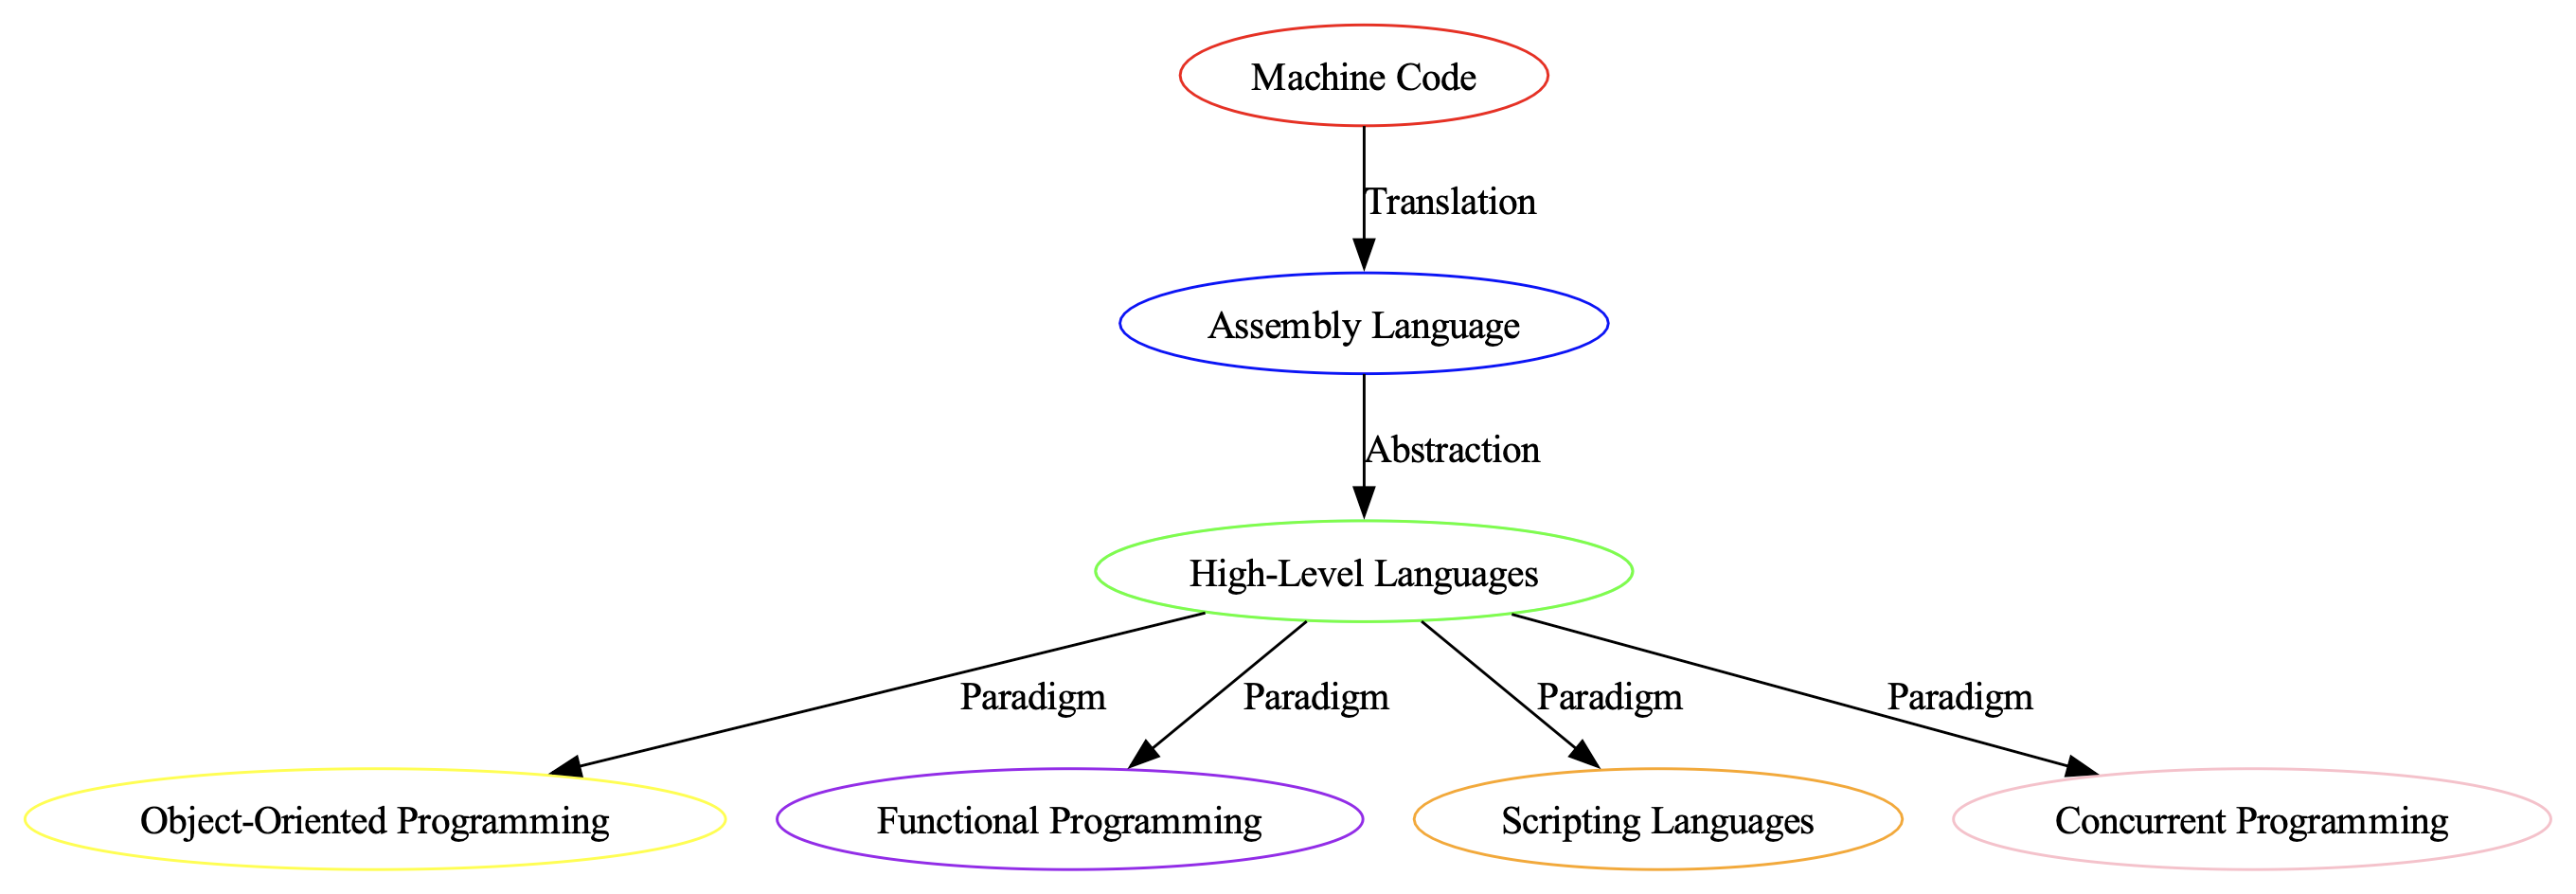 Machine Code
Translation
Assembly Language
Abstraction
High-Level Languages
Paradigm
Paradigm
Paradigm
Paradigm
Object-Oriented Programming
Functional Programming
Scripting Languages
Concurrent Programming